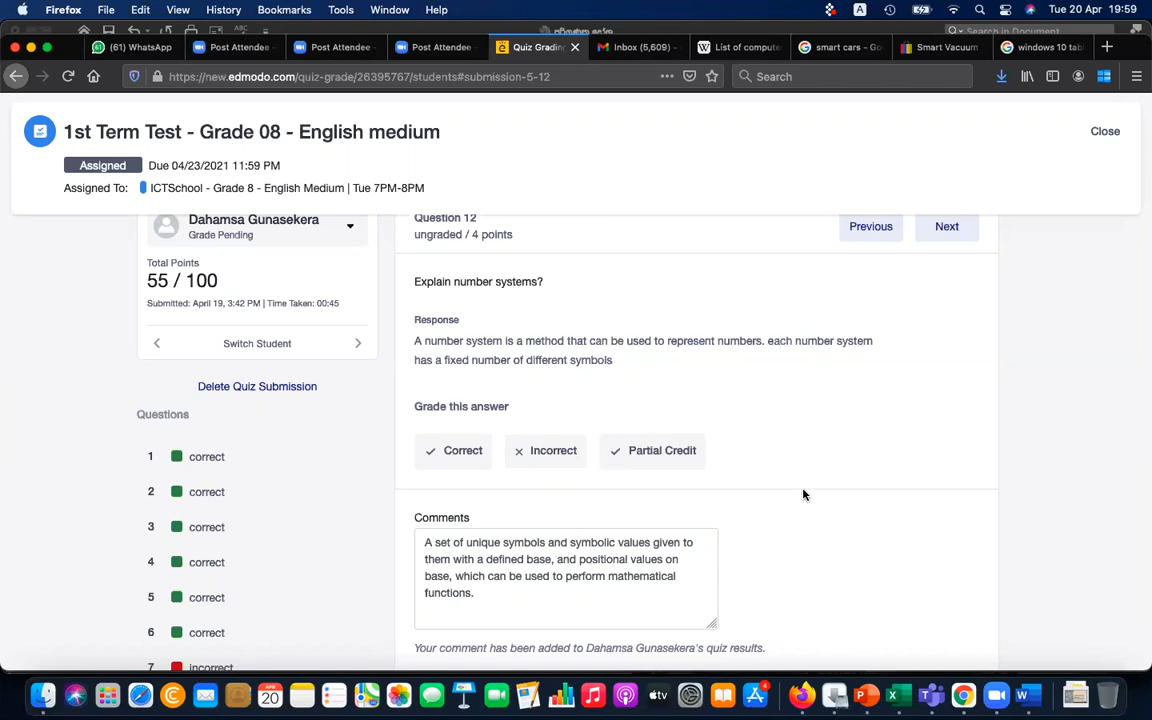 Firefox File Edit View History Bookmarks Tools Window Help A Tue 20 Apr 19:59
Search in Document
(61) WhatsApp Post Attendee - Post Attendee - Post Attendee - Quiz Grading Inbox (5,609) - List of compute smart cars - Go Smart Vacuum windows 10 tab
https://new.edmodo.com/quiz-grade/26395767/students#submission-5-12 Search
1st Term Test - Grade 08 - English medium Close
Assigned Due 04/23/2021 11:59 PM
Assigned To: ICTSchool - Grade 8 - English Medium | Tue 7PM-8PM
Dahamsa Gunasekera
Grade Pending
Total Points
55 / 100
Submitted: April 19, 3:42 PM | Time Taken: 00:45
Switch Student
Delete Quiz Submission
Questions
1 correct
2 correct
3 correct
4 correct
5 correct
6 correct
7 incorrect
Question 12
ungraded / 4 points
Previous Next
Explain number systems?
Response
A number system is a method that can be used to represent numbers. each number system
has a fixed number of different symbols
Grade this answer
Correct Incorrect Partial Credit
Comments
A set of unique symbols and symbolic values given to
them with a defined base, and positional values on
base, which can be used to perform mathematical
functions.
Your comment has been added to Dahamsa Gunasekera's quiz results.
APR
20
tv
4